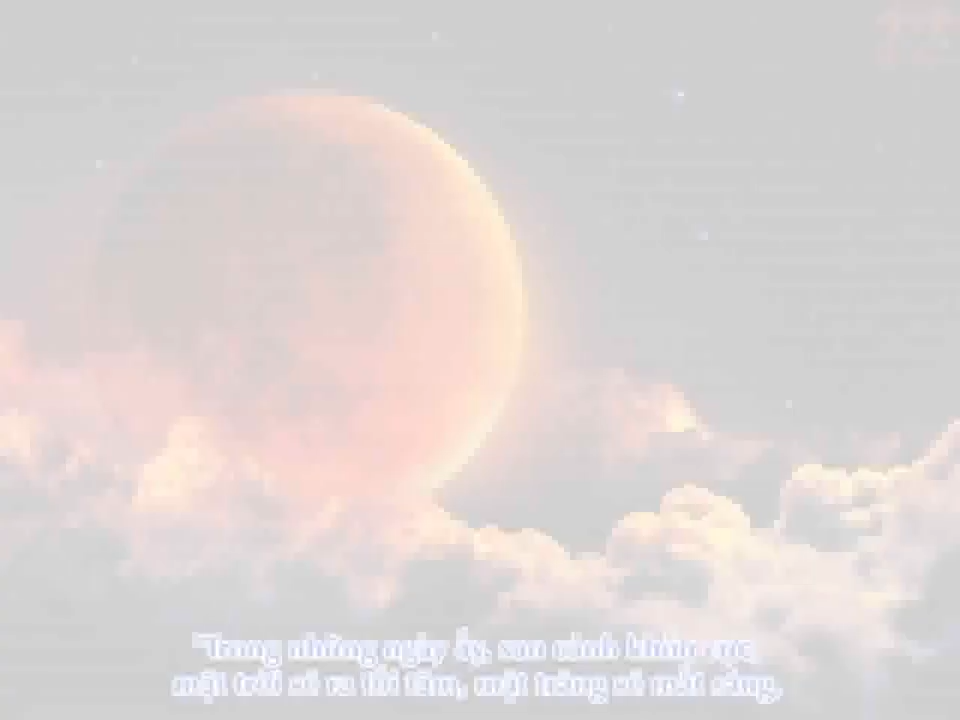 "Trong những ngày ấy, sau cảnh khốn cực,
mặt trời sẽ ra tối tăm, mặt trăng sẽ mất sáng,